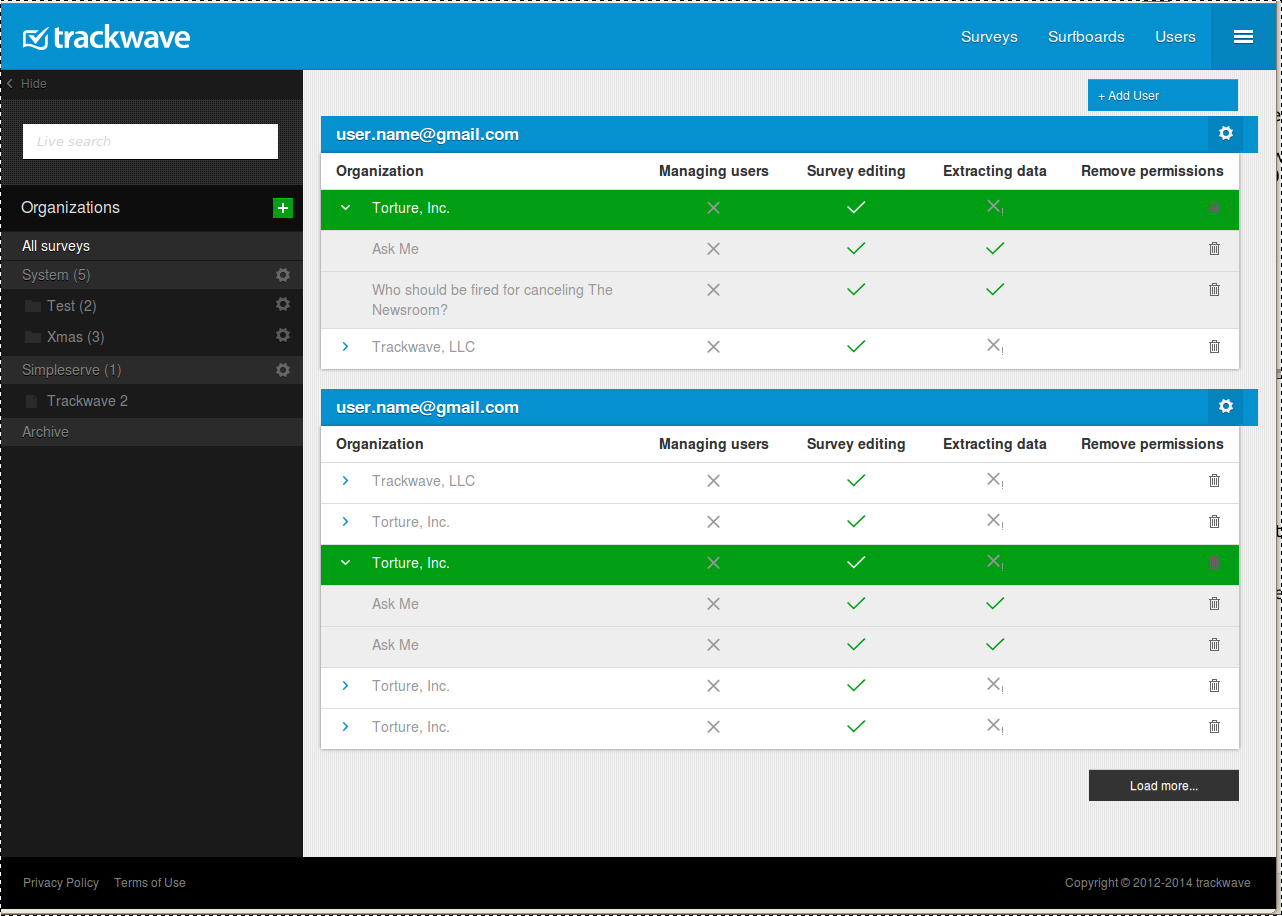 trackwave
Surveys Surfboards Users
Hide
+ Add User
Live search
user.name@gmail.com
Organization Managing users Survey editing Extracting data Remove permissions
Organizations
Torture, Inc.
All surveys
Ask Me
System (5)
Who should be fired for canceling The
Newsroom?
Test (2)
Xmas (3)
Trackwave, LLC
Simpleserve (1)
Trackwave 2
user.name@gmail.com
Archive
Organization Managing users Survey editing Extracting data Remove permissions
Trackwave, LLC
Torture, Inc.
Torture, Inc.
Ask Me
Ask Me
Torture, Inc.
Torture, Inc.
Load more...
Privacy Policy Terms of Use
Copyright © 2012-2014 trackwave